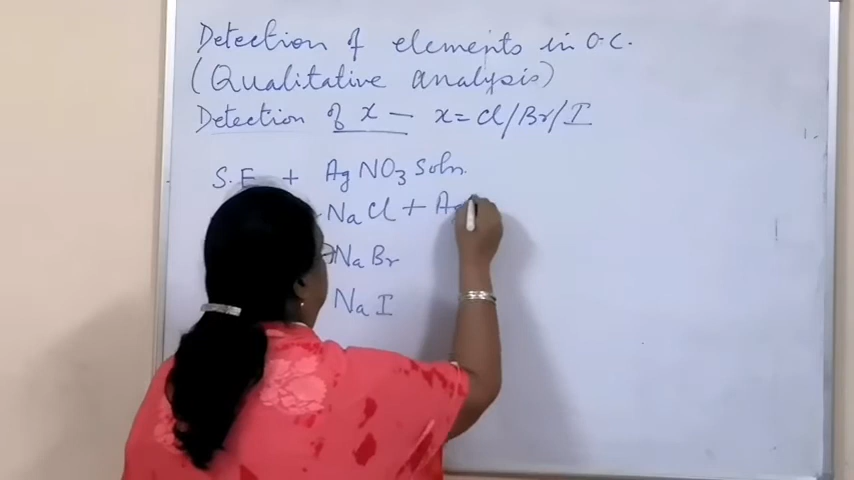 Detection of elements in O.C.
(Qualitative analysis)
Detection of x — x = Cl/Br/I
S.E + AgNO3 Soln.
NaCl + Ag
NaBr
NaI